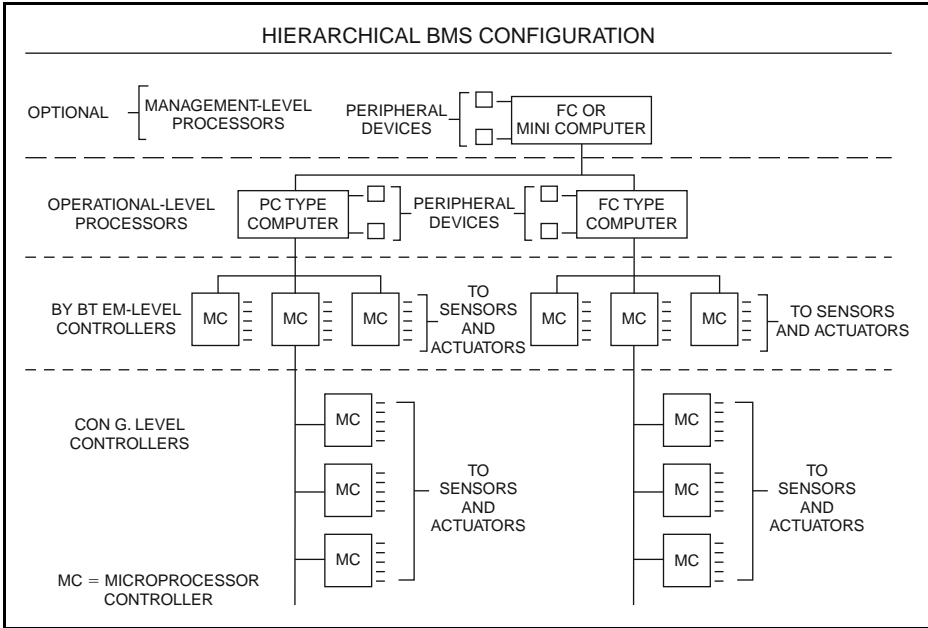 HIERARCHICAL BMS CONFIGURATION
OPTIONAL
MANAGEMENT-LEVEL
PROCESSORS
PERIPHERAL
DEVICES
FC OR
MINI COMPUTER
OPERATIONAL-LEVEL
PROCESSORS
PC TYPE
COMPUTER
PERIPHERAL
DEVICES
FC TYPE
COMPUTER
BY BT EM-LEVEL
CONTROLLERS
MC
MC
MC
TO
SENSORS
AND
ACTUATORS
MC
MC
MC
TO SENSORS
AND ACTUATORS
CON G. LEVEL
CONTROLLERS
MC
MC
MC
TO
SENSORS
AND
ACTUATORS
MC
MC
MC
TO
SENSORS
AND
ACTUATORS
MC = MICROPROCESSOR
CONTROLLER